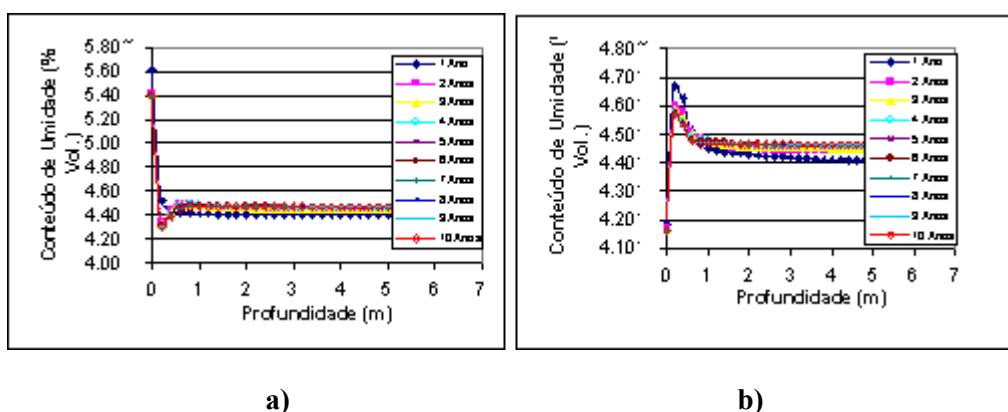 5.80~
5.60
5.40
5.20
5.00
4.80
4.60
4.40
4.20
4.00
Conteúdo de Umidade (%
Vol.)
0 1 2 3 4 5 6 7
Profundidade (m)
1 Ano
2 Anos
3 Anos
4 Anos
5 Anos
6 Anos
7 Anos
8 Anos
9 Anos
10 Anos
a)
4.80~
4.70
4.60
4.50
4.40
4.30
4.20
4.10
Conteúdo de Umidade ('
Vol.)
0 1 2 3 4 5 6 7
Profundidade (m)
1 Ano
2 Anos
3 Anos
4 Anos
5 Anos
6 Anos
7 Anos
8 Anos
9 Anos
10 Anos
b)